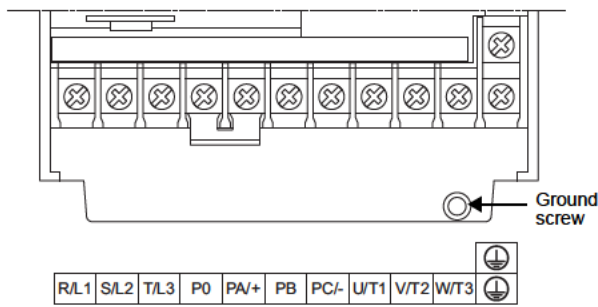 Ground
screw
R/L1 S/L2 T/L3 P0 PA/+ PB PC/- U/T1 V/T2 W/T3